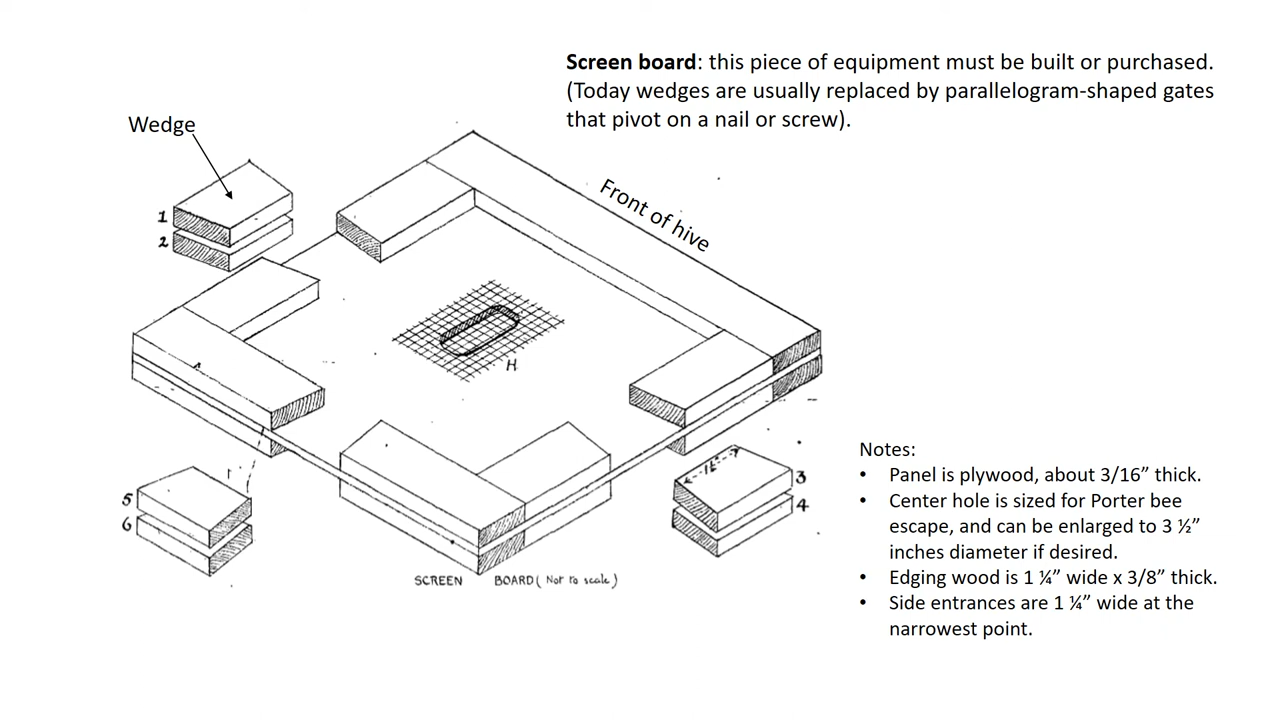 Screen board: this piece of equipment must be built or purchased.
(Today wedges are usually replaced by parallelogram-shaped gates
that pivot on a nail or screw).
Wedge
Front of hive
1
2
H
3
4
5
6
SCREEN BOARD (Not to scale)
Notes:
• Panel is plywood, about 3/16” thick.
• Center hole is sized for Porter bee
escape, and can be enlarged to 3 ½”
inches diameter if desired.
• Edging wood is 1 ¼” wide x 3/8” thick.
• Side entrances are 1 ¼” wide at the
narrowest point.